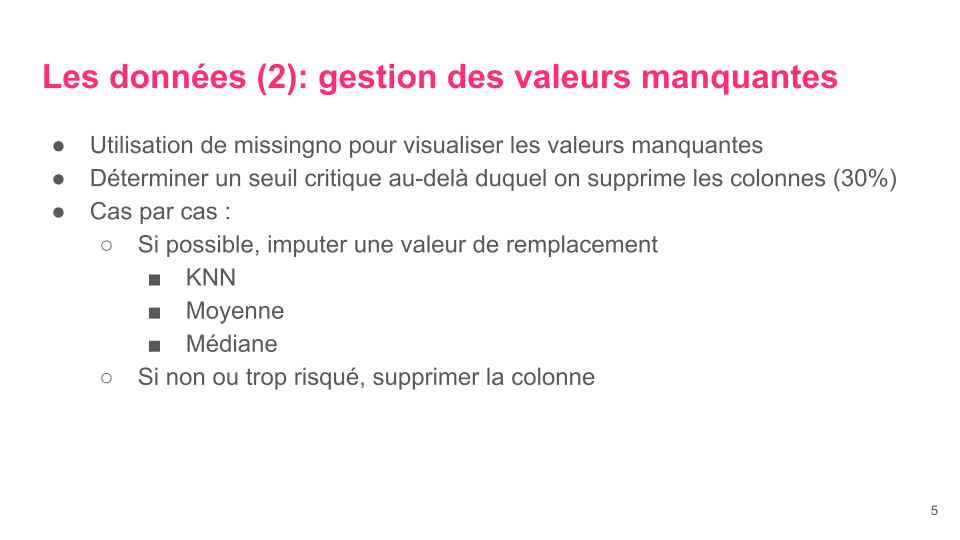 Les données (2): gestion des valeurs manquantes
● Utilisation de missingno pour visualiser les valeurs manquantes
● Déterminer un seuil critique au-delà duquel on supprime les colonnes (30%)
● Cas par cas :
○ Si possible, imputer une valeur de remplacement
■ KNN
■ Moyenne
■ Médiane
○ Si non ou trop risqué, supprimer la colonne
5